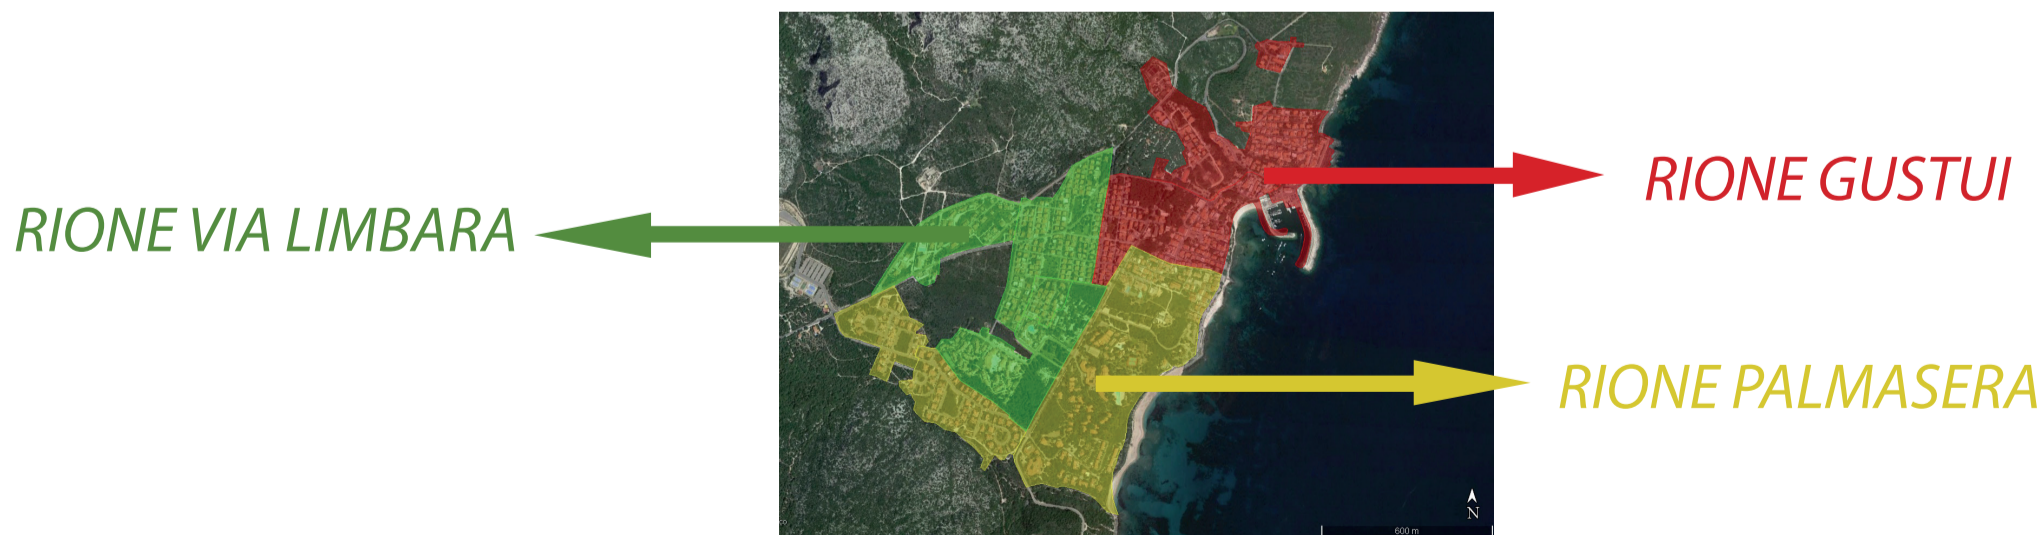 RIONE GUSTUI
RIONE VIA LIMBARA
RIONE PALMASERA
N
600 m